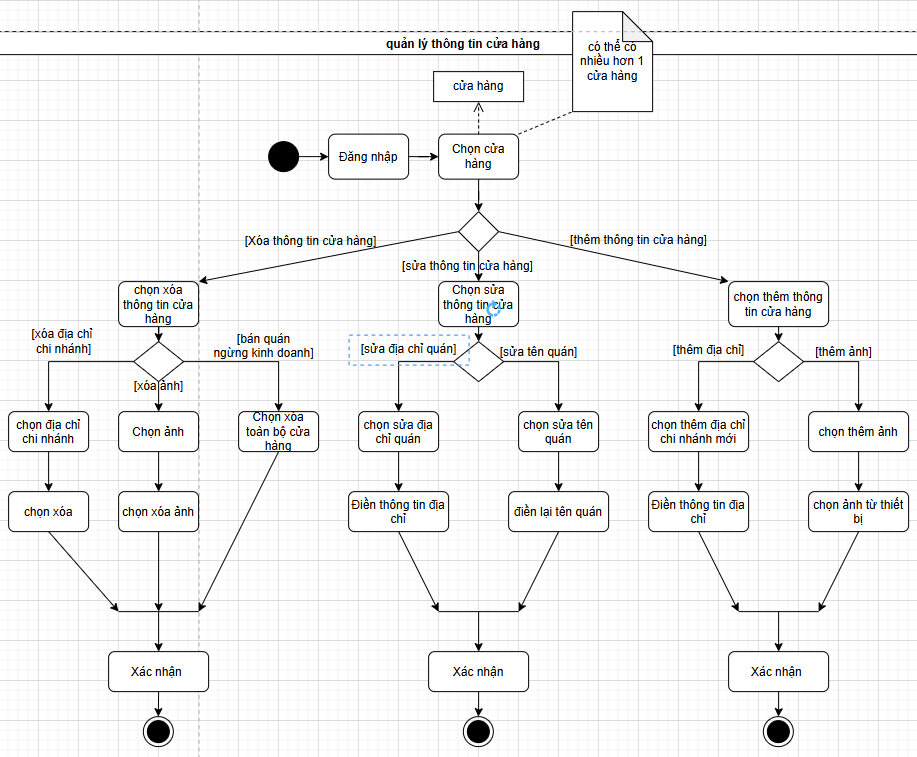 quản lý thông tin cửa hàng
có thể có
nhiều hơn 1
cửa hàng
cửa hàng
Đăng nhập
Chọn cửa
hàng
[Xóa thông tin cửa hàng]
[sửa thông tin cửa hàng]
[thêm thông tin cửa hàng]
chọn xóa
thông tin cửa
hàng
Chọn sửa
thông tin cửa
hàng
chọn thêm thông
tin cửa hàng
[xóa địa chỉ
chi nhánh]
[xóa ảnh]
[bán quán
ngừng kinh doanh]
[sửa địa chỉ quán]
[sửa tên quán]
[thêm địa chỉ]
[thêm ảnh]
chọn địa chỉ
chi nhánh
Chọn ảnh
Chọn xóa
toàn bộ cửa
hàng
chọn sửa địa
chỉ quán
chọn sửa tên
quán
chọn thêm địa chỉ
chi nhánh mới
chọn thêm ảnh
chọn xóa
chọn xóa ảnh
Điền thông tin địa
chỉ
điền lại tên quán
Điền thông tin địa
chỉ
chọn ảnh từ thiết
bị
Xác nhận
Xác nhận
Xác nhận